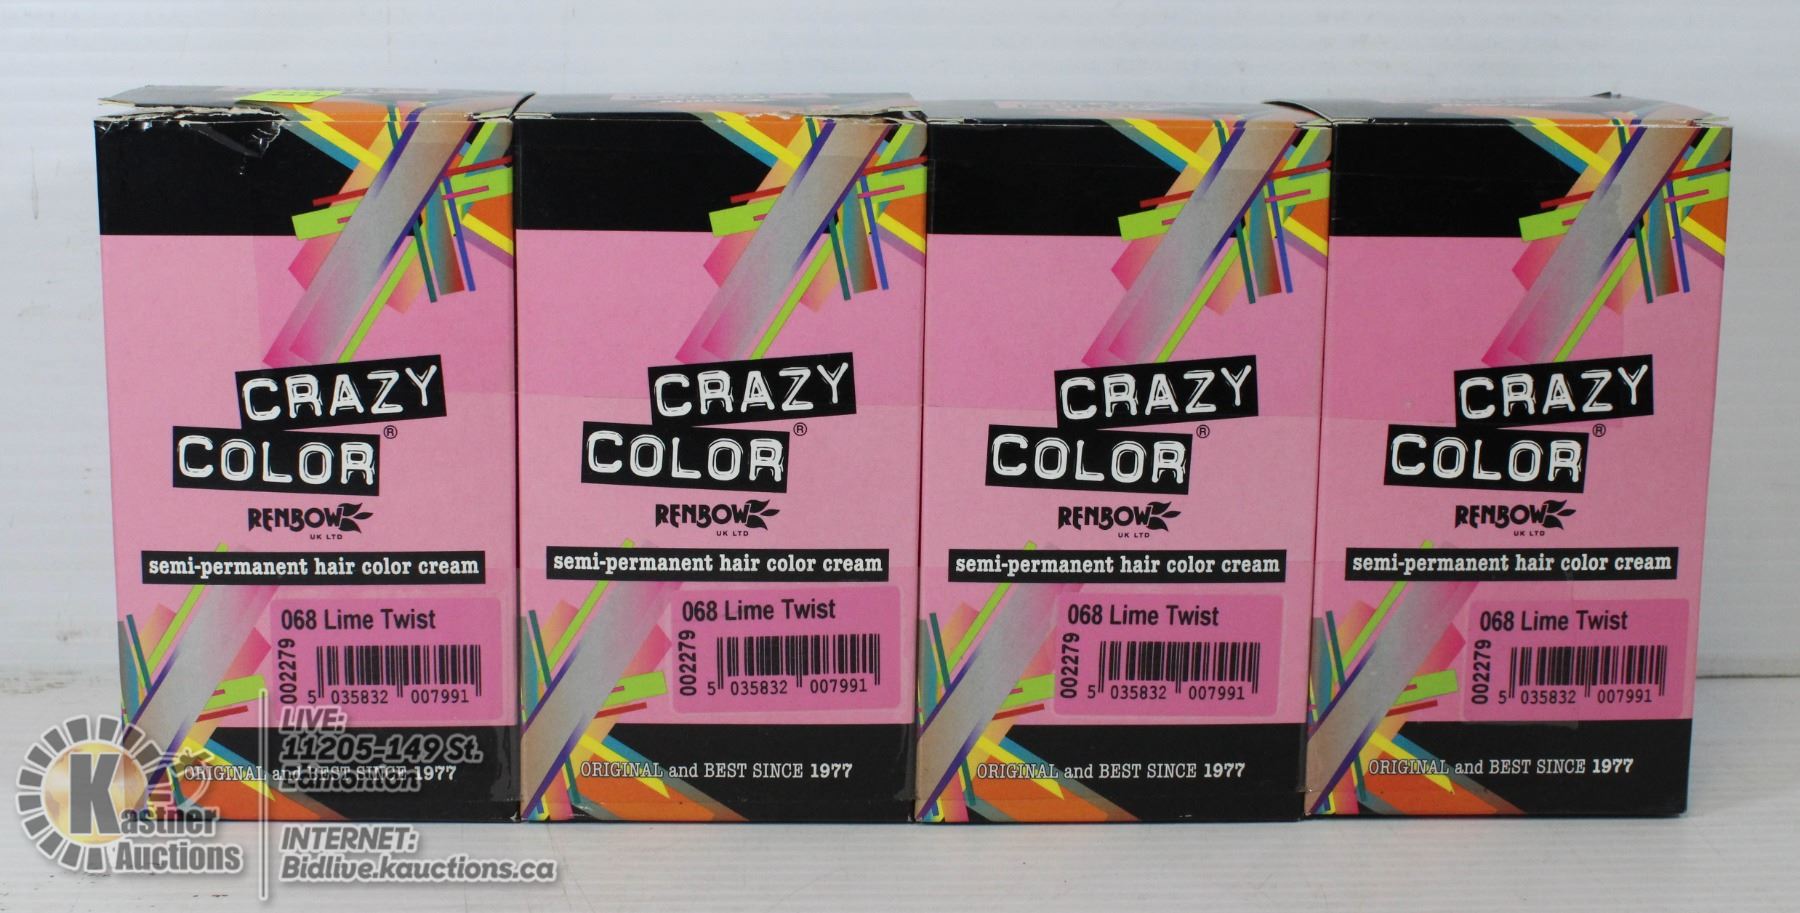 CRAZY
COLOR®
RENBOW
UK LTD
semi-permanent hair color cream
068 Lime Twist
002279
5 035832 007991
ORIGINAL and BEST SINCE 1977
CRAZY
COLOR®
RENBOW
UK LTD
semi-permanent hair color cream
068 Lime Twist
002279
5 035832 007991
ORIGINAL and BEST SINCE 1977
CRAZY
COLOR®
RENBOW
UK LTD
semi-permanent hair color cream
068 Lime Twist
002279
5 035832 007991
ORIGINAL and BEST SINCE 1977
CRAZY
COLOR®
RENBOW
UK LTD
semi-permanent hair color cream
068 Lime Twist
002279
5 035832 007991
ORIGINAL and BEST SINCE 1977
K
Kastner
Auctions
LIVE:
11205-149 St.
Edmonton
INTERNET:
Bidlive.kauctions.ca